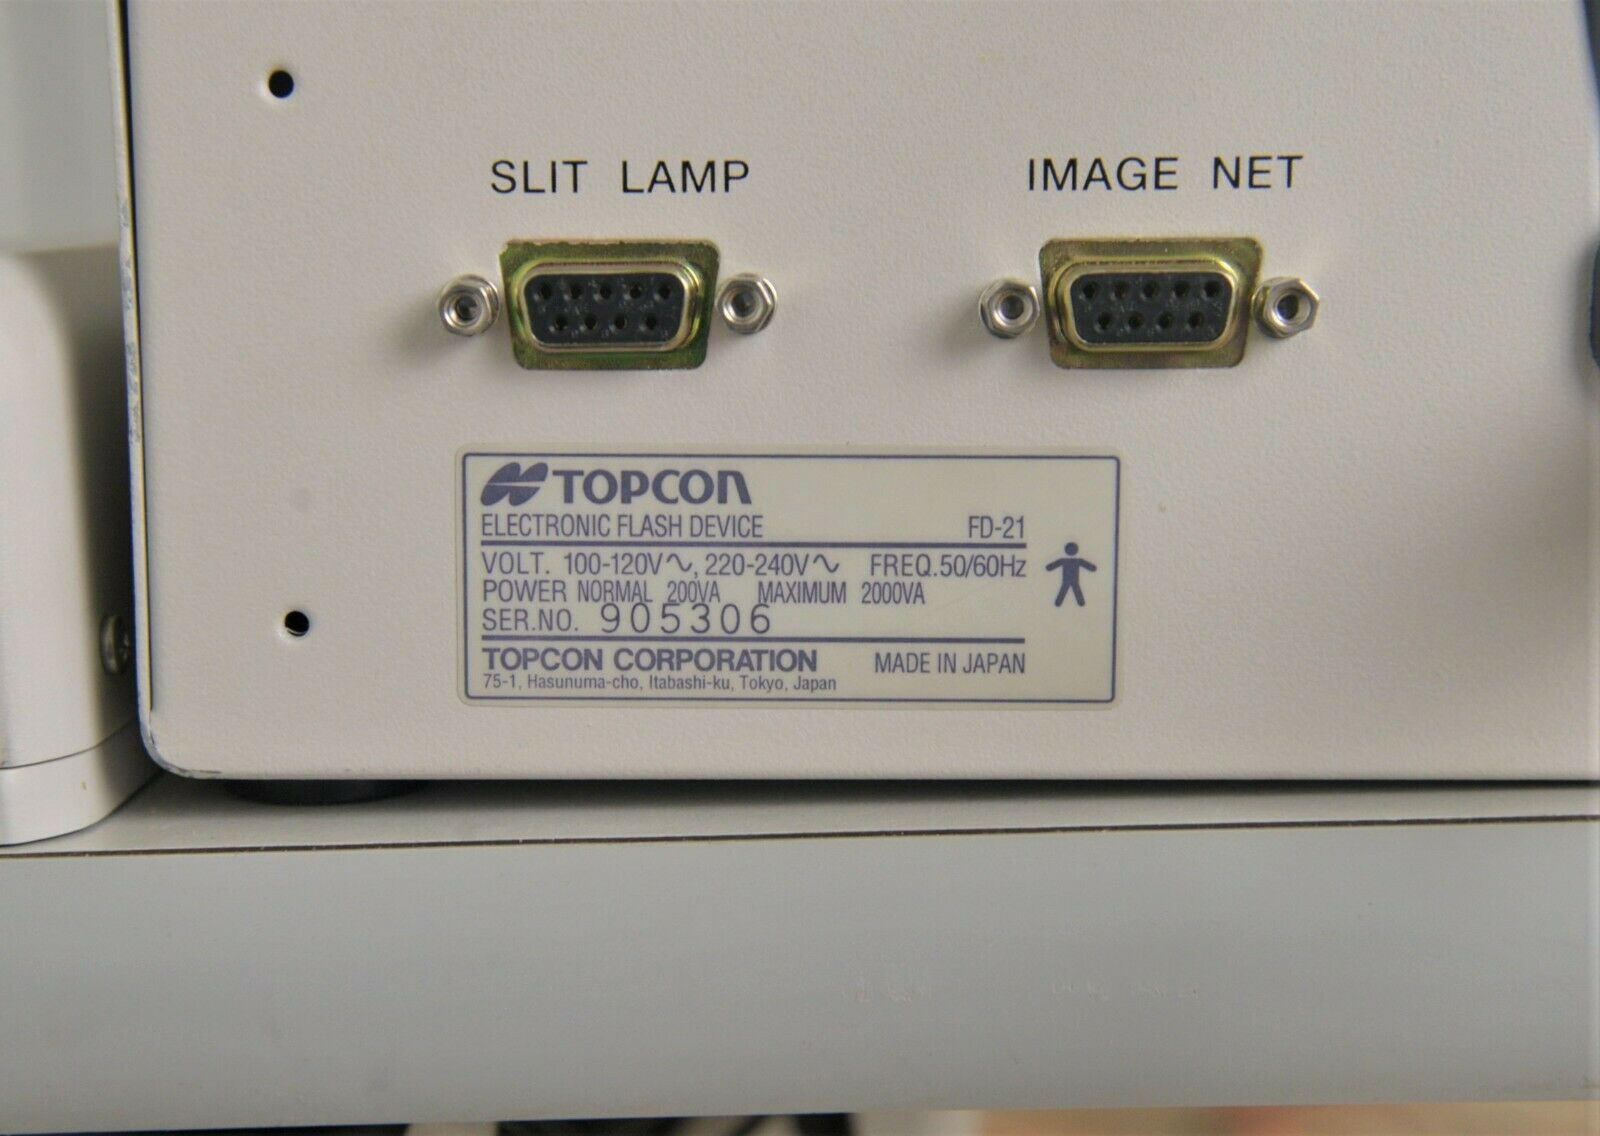 SLIT LAMP IMAGE NET
TOPCON
ELECTRONIC FLASH DEVICE FD-21
VOLT. 100-120V∿, 220-240V∿ FREQ.50/60Hz
POWER NORMAL 200VA MAXIMUM 2000VA
SER.NO. 905306
TOPCON CORPORATION MADE IN JAPAN
75-1, Hasunuma-cho, Itabashi-ku, Tokyo, Japan